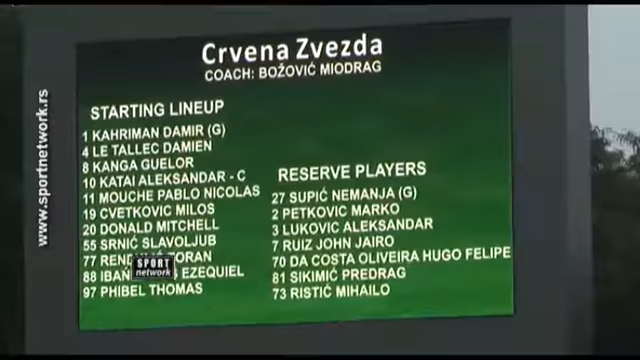 Crvena Zvezda
COACH: BOŽOVIĆ MIODRAG
STARTING LINEUP
1 KAHRIMAN DAMIR (G)
4 LE TALLEC DAMIEN
8 KANGA GUELOR
10 KATAI ALEKSANDAR - C
11 MOUCHE PABLO NICOLAS
19 CVETKOVIC MILOS
20 DONALD MITCHELL
55 SRNIĆ SLAVOLJUB
77
88 EZEQUIEL
97 PHIBEL THOMAS
RESERVE PLAYERS
27 SUPIĆ NEMANJA (G)
2 PETKOVIC MARKO
3 LUKOVIC ALEKSANDAR
7 RUIZ JOHN JAIRO
70 DA COSTA OLIVEIRA HUGO FELIPE
81 SIKIMIĆ PREDRAG
73 RISTIĆ MIHAILO
www.sportnetwork.rs
SPORT
network